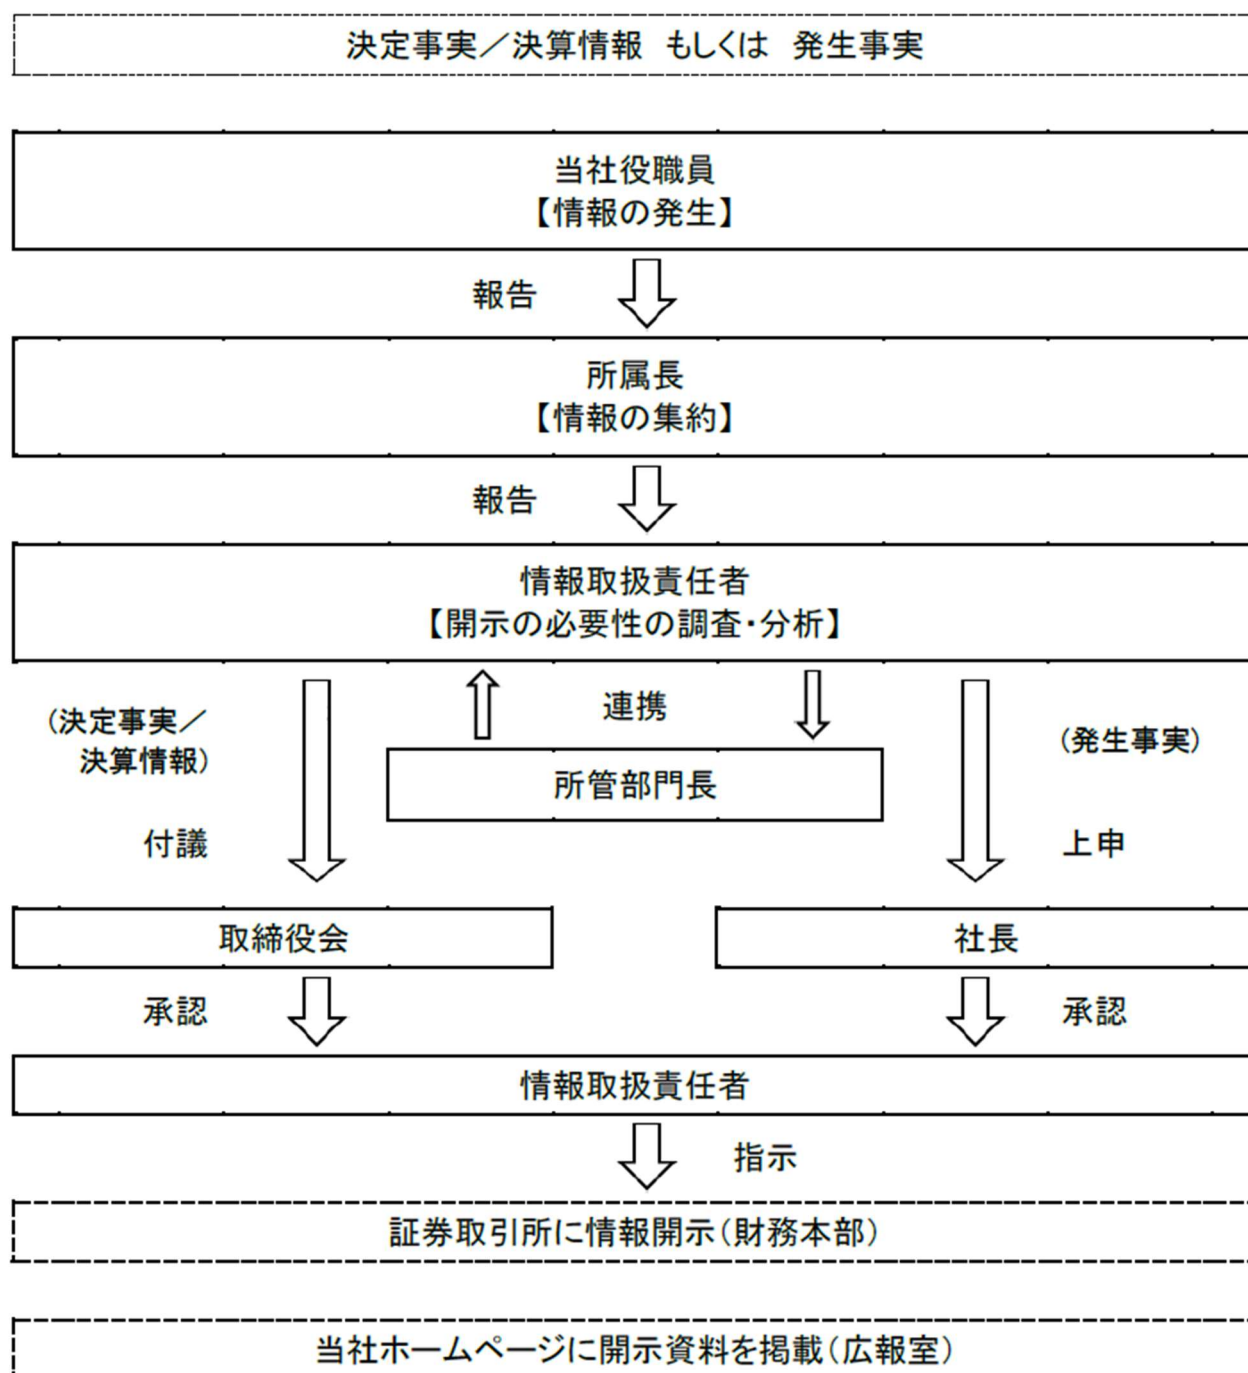 決定事実／決算情報 もしくは 発生事実
当社役職員
【情報の発生】
報告
所属長
【情報の集約】
報告
情報取扱責任者
【開示の必要性の調査・分析】
(決定事実／
決算情報)
付議
連携
所管部門長
(発生事実)
上申
取締役会
社長
承認
承認
情報取扱責任者
指示
証券取引所に情報開示(財務本部)
当社ホームページに開示資料を掲載(広報室)